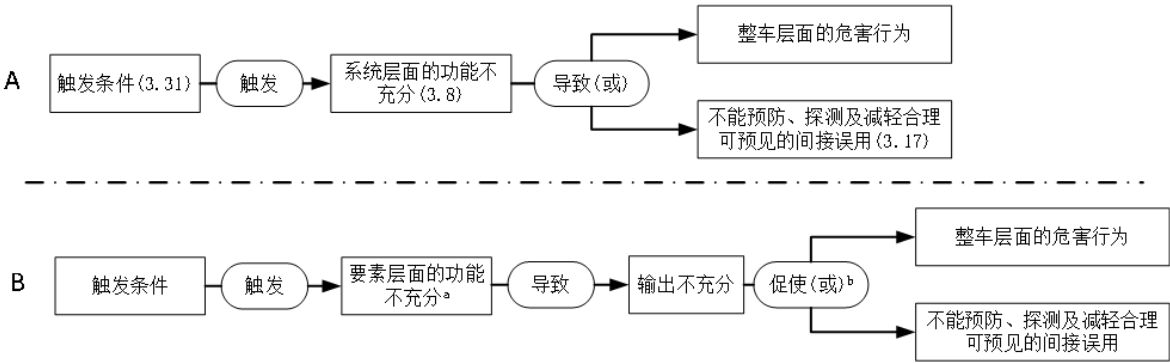 整车层面的危害行为
A
触发条件(3.31)
触发
系统层面的功能不
充分(3.8)
导致(或)
不能预防、探测及减轻合理
可预见的间接误用(3.17)
整车层面的危害行为
B
触发条件
触发
要素层面的功能
不充分a
导致
输出不充分
促使(或)b
不能预防、探测及减轻合理
可预见的间接误用